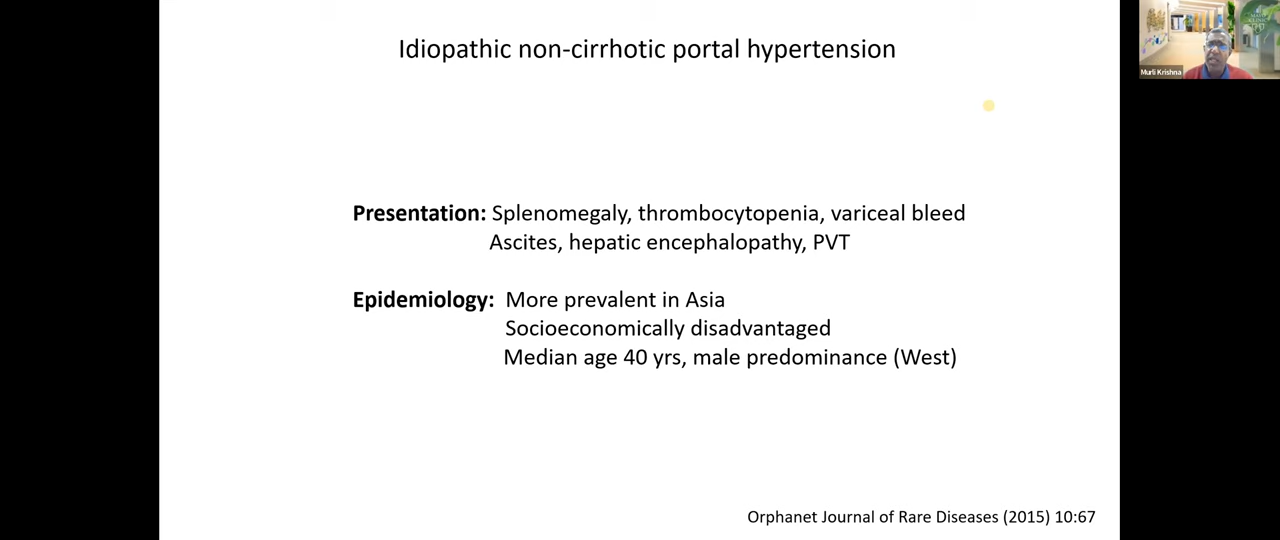 Idiopathic non-cirrhotic portal hypertension
Murli Krishna
Presentation: Splenomegaly, thrombocytopenia, variceal bleed
Ascites, hepatic encephalopathy, PVT
Epidemiology: More prevalent in Asia
Socioeconomically disadvantaged
Median age 40 yrs, male predominance (West)
Orphanet Journal of Rare Diseases (2015) 10:67